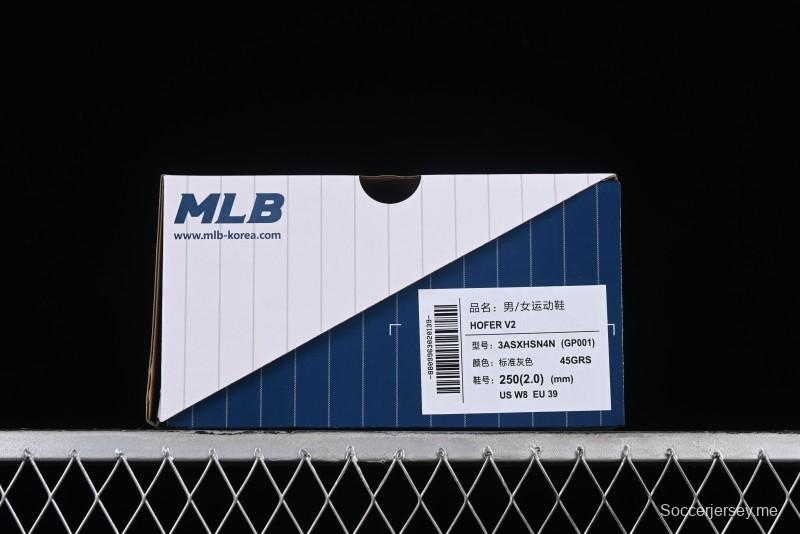 MLB
www.mlb-korea.com
品名：男/女运动鞋
HOFER V2
型号：3ASXHSN4N (GP001)
颜色：标准灰色 45GRS
鞋号：250(2.0) (mm)
US W8 EU 39
-8809963020139-
Soccerjersey.me